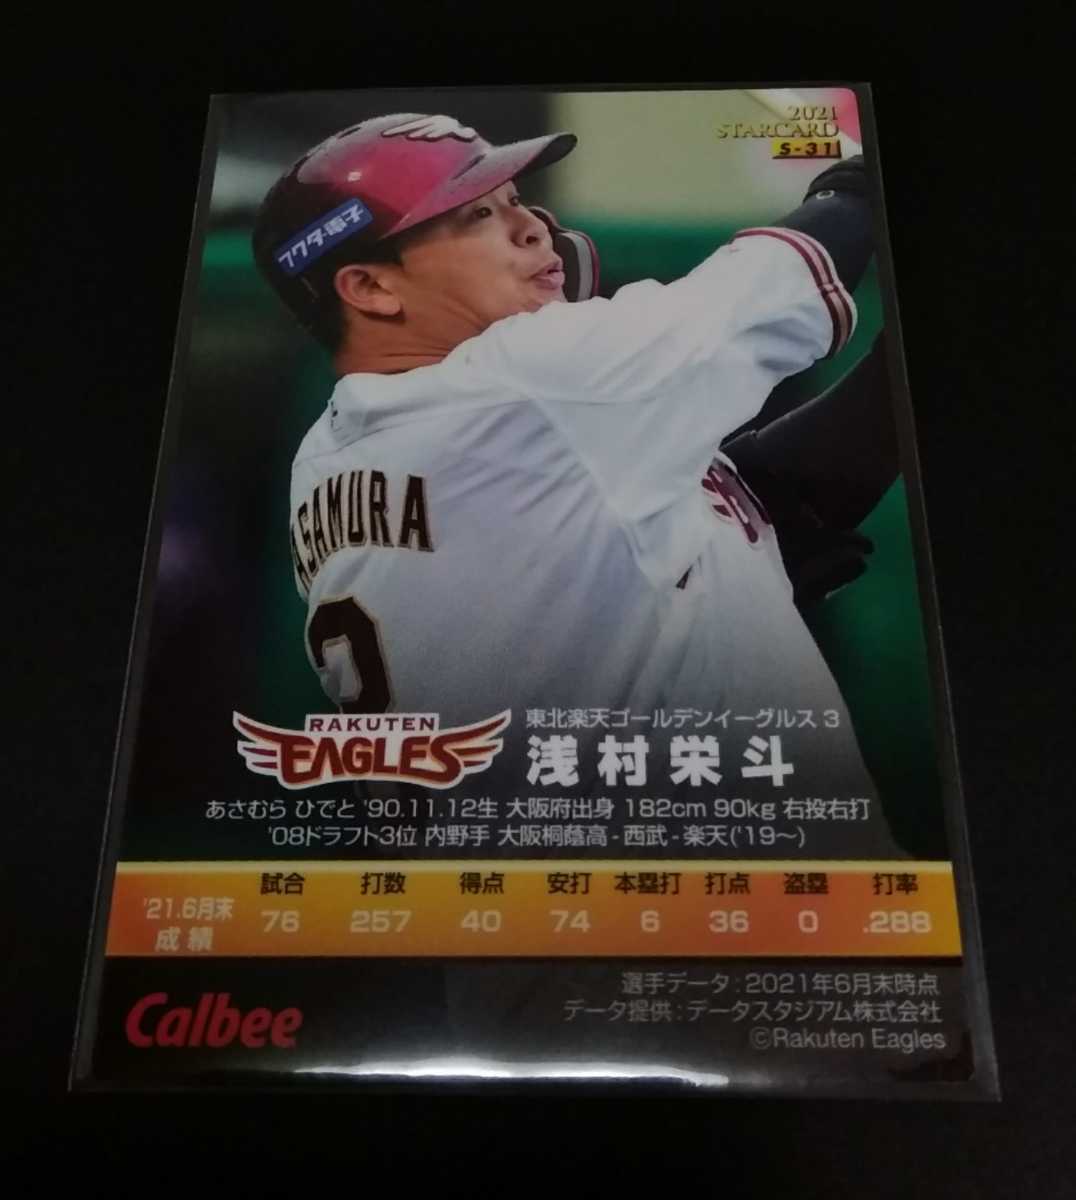 2021
STARCARD
S-31
フクダ電子
ASAMURA
3
RAKUTEN
EAGLES
東北楽天ゴールデンイーグルス 3
浅村栄斗
あさむら ひでと '90.11.12生 大阪府出身 182cm 90kg 右投右打
'08ドラフト3位 内野手 大阪桐蔭高-西武-楽天('19〜)
試合 打数 得点 安打 本塁打 打点 盗塁 打率
'21.6月末
成績
76 257 40 74 6 36 0 .288
選手データ:2021年6月末時点
データ提供:データスタジアム株式会社
©Rakuten Eagles
Calbee